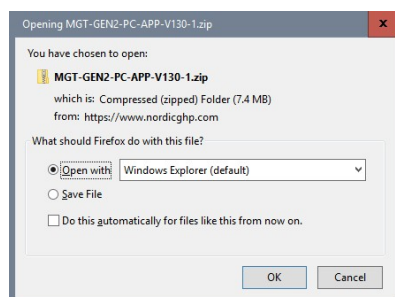 Opening MGT-GEN2-PC-APP-V130-1.zip
x
You have chosen to open:
MGT-GEN2-PC-APP-V130-1.zip
which is: Compressed (zipped) Folder (7.4 MB)
from: https://www.nordicghp.com
What should Firefox do with this file?
Open with Windows Explorer (default)
Save File
Do this automatically for files like this from now on.
OK Cancel